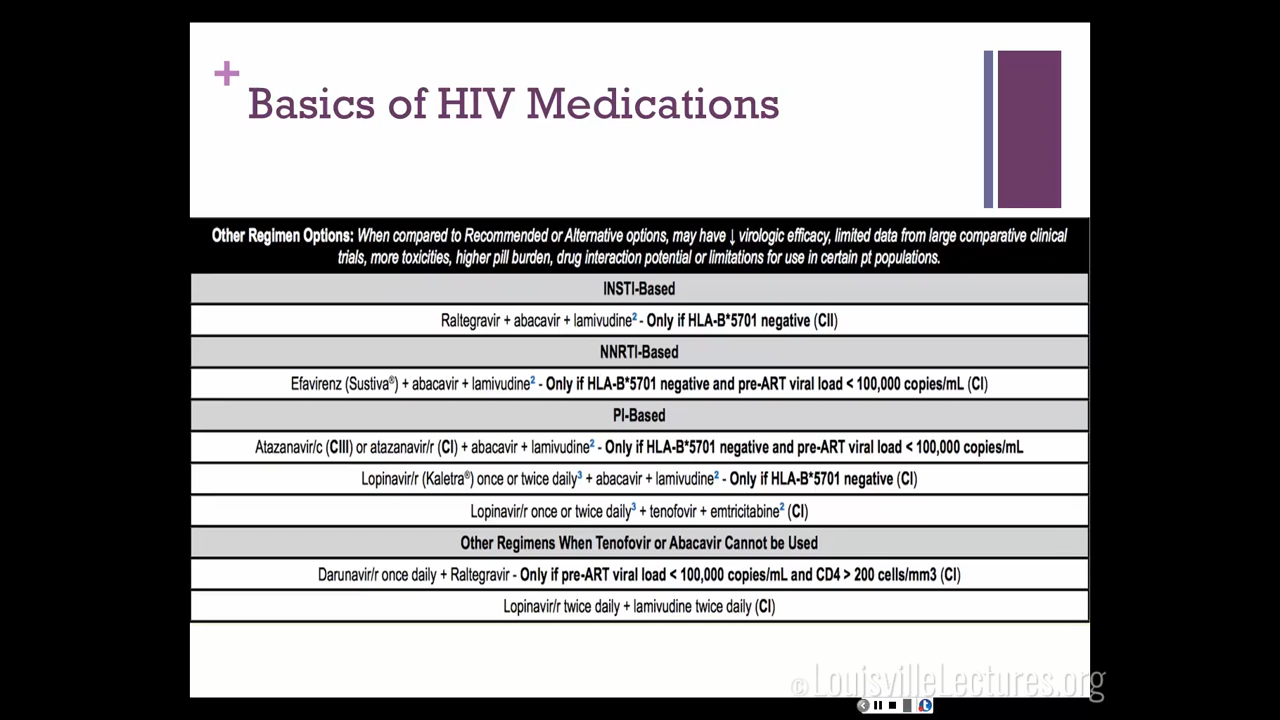 +
Basics of HIV Medications
Other Regimen Options: When compared to Recommended or Alternative options, may have ↓ virologic efficacy, limited data from large comparative clinical
trials, more toxicities, higher pill burden, drug interaction potential or limitations for use in certain pt populations.
INSTI-Based
Raltegravir + abacavir + lamivudine² - Only if HLA-B*5701 negative (CII)
NNRTI-Based
Efavirenz (Sustiva®) + abacavir + lamivudine² - Only if HLA-B*5701 negative and pre-ART viral load < 100,000 copies/mL (CI)
PI-Based
Atazanavir/c (CIII) or atazanavir/r (CI) + abacavir + lamivudine² - Only if HLA-B*5701 negative and pre-ART viral load < 100,000 copies/mL
Lopinavir/r (Kaletra®) once or twice daily³ + abacavir + lamivudine² - Only if HLA-B*5701 negative (CI)
Lopinavir/r once or twice daily³ + tenofovir + emtricitabine² (CI)
Other Regimens When Tenofovir or Abacavir Cannot be Used
Darunavir/r once daily + Raltegravir - Only if pre-ART viral load < 100,000 copies/mL and CD4 > 200 cells/mm3 (CI)
Lopinavir/r twice daily + lamivudine twice daily (CI)
©LouisvilleLectures.org